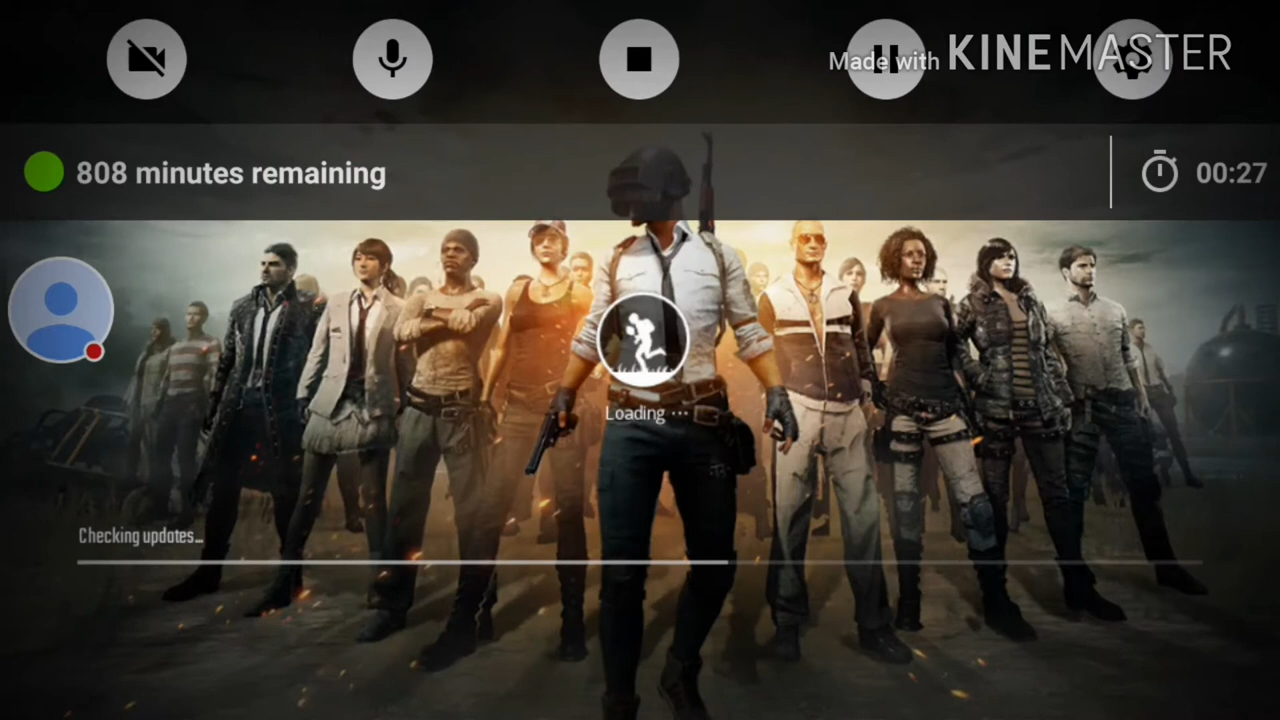 Made with KINEMASTER
808 minutes remaining
00:27
Loading ···
Checking updates...